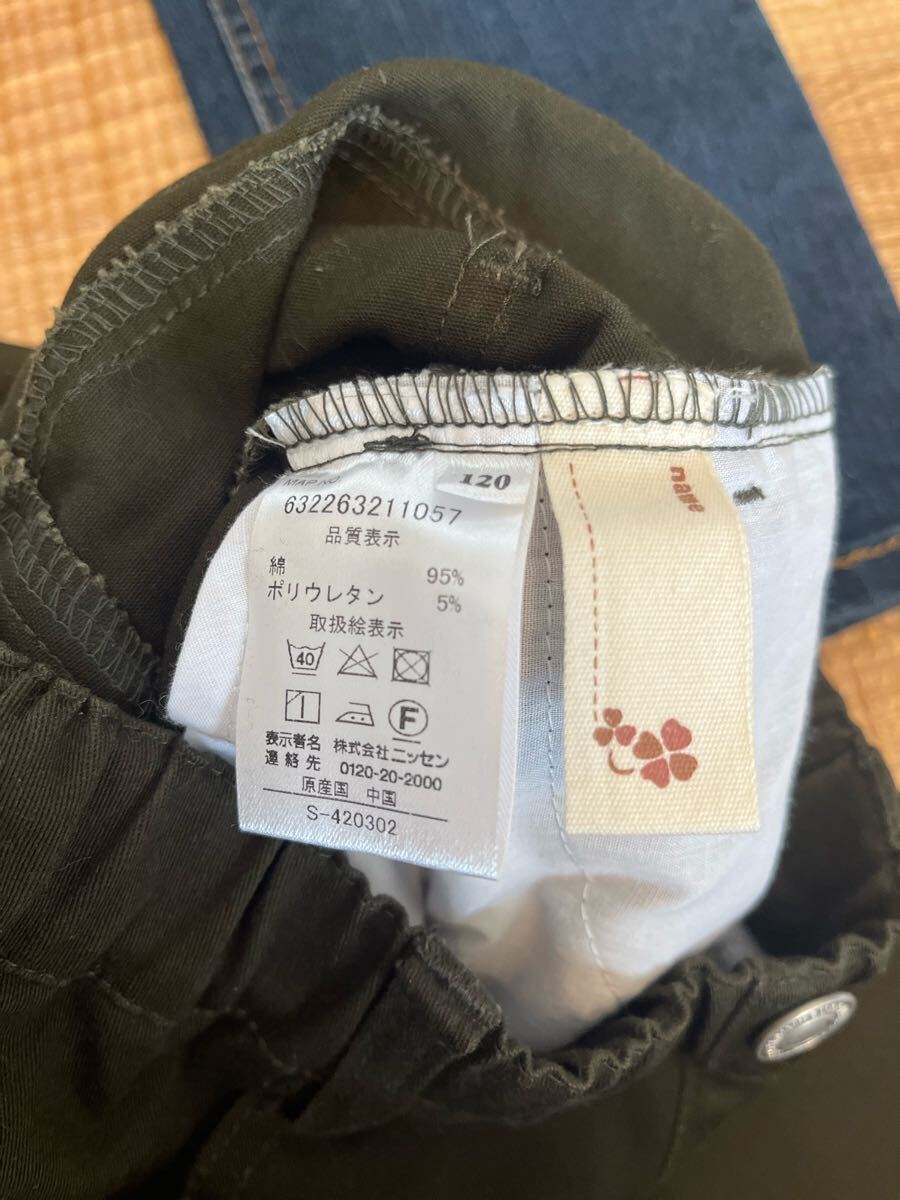 MAP NO
120
632263211057
品質表示
綿 95%
ポリウレタン 5%
取扱絵表示
40
F
表示者名 株式会社ニッセン
連絡先 0120-20-2000
原産国 中国
S-420302
name